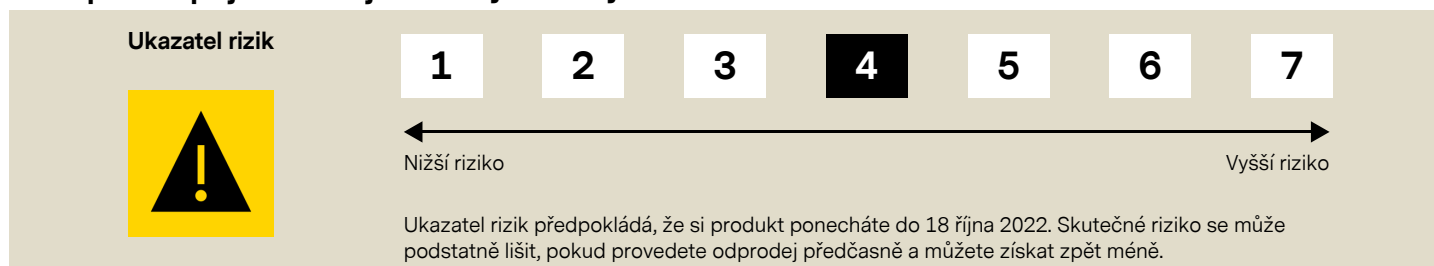 Ukazatel rizik
1 2 3 4 5 6 7
Nižší riziko Vyšší riziko
Ukazatel rizik předpokládá, že si produkt ponecháte do 18 října 2022. Skutečné riziko se může
podstatně lišit, pokud provedete odprodej předčasně a můžete získat zpět méně.